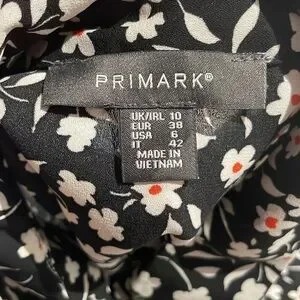 PRIMARK®
UK/IRL 10
EUR 38
USA 6
IT 42
MADE IN
VIETNAM